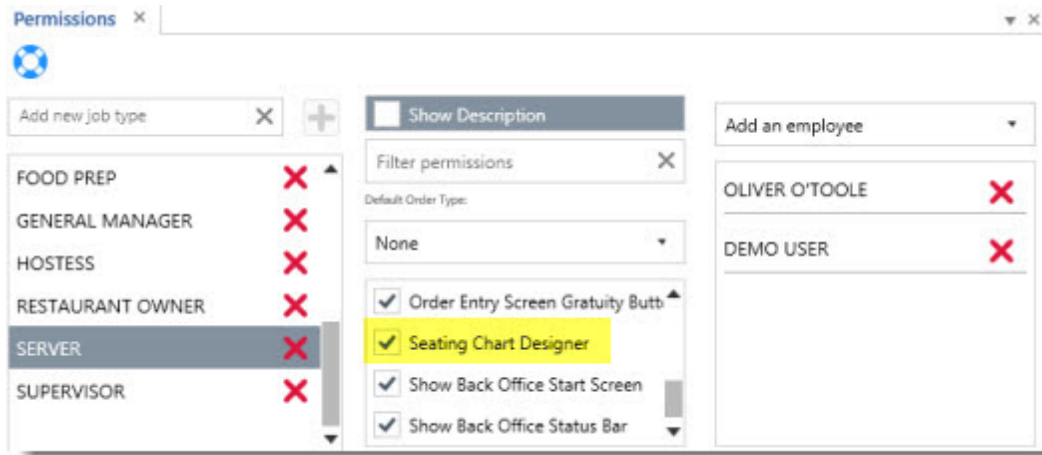 Permissions
Add new job type
FOOD PREP
GENERAL MANAGER
HOSTESS
RESTAURANT OWNER
SERVER
SUPERVISOR
Show Description
Filter permissions
Default Order Type:
None
Order Entry Screen Gratuity Butt
Seating Chart Designer
Show Back Office Start Screen
Show Back Office Status Bar
Add an employee
OLIVER O'TOOLE
DEMO USER